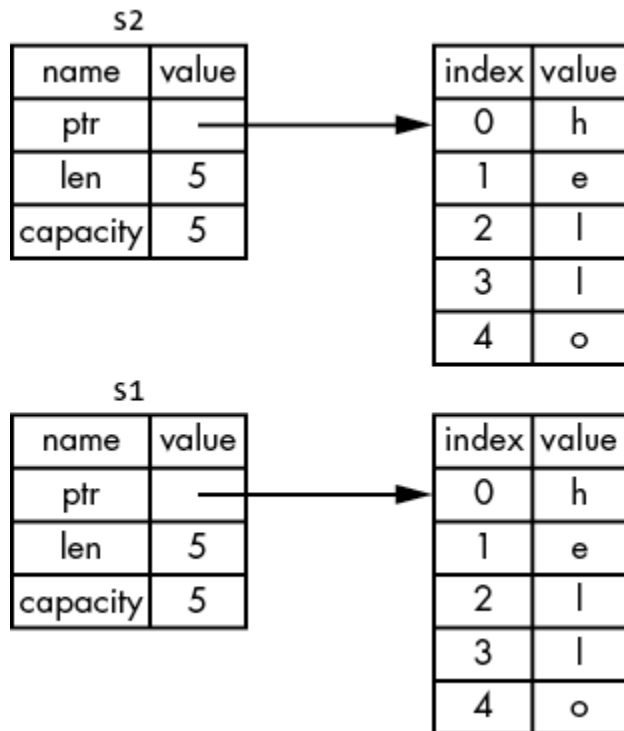 s2
name value
ptr
len 5
capacity 5
index value
0 h
1 e
2 l
3 l
4 o
s1
name value
ptr
len 5
capacity 5
index value
0 h
1 e
2 l
3 l
4 o